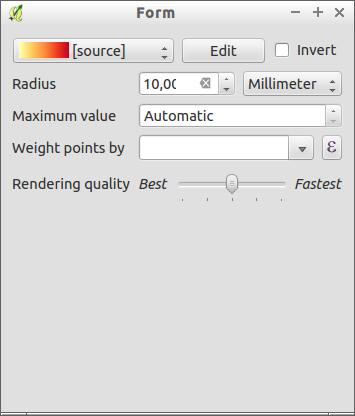 Form
[source] Edit Invert
Radius 10,00 Millimeter
Maximum value Automatic
Weight points by ε
Rendering quality Best Fastest